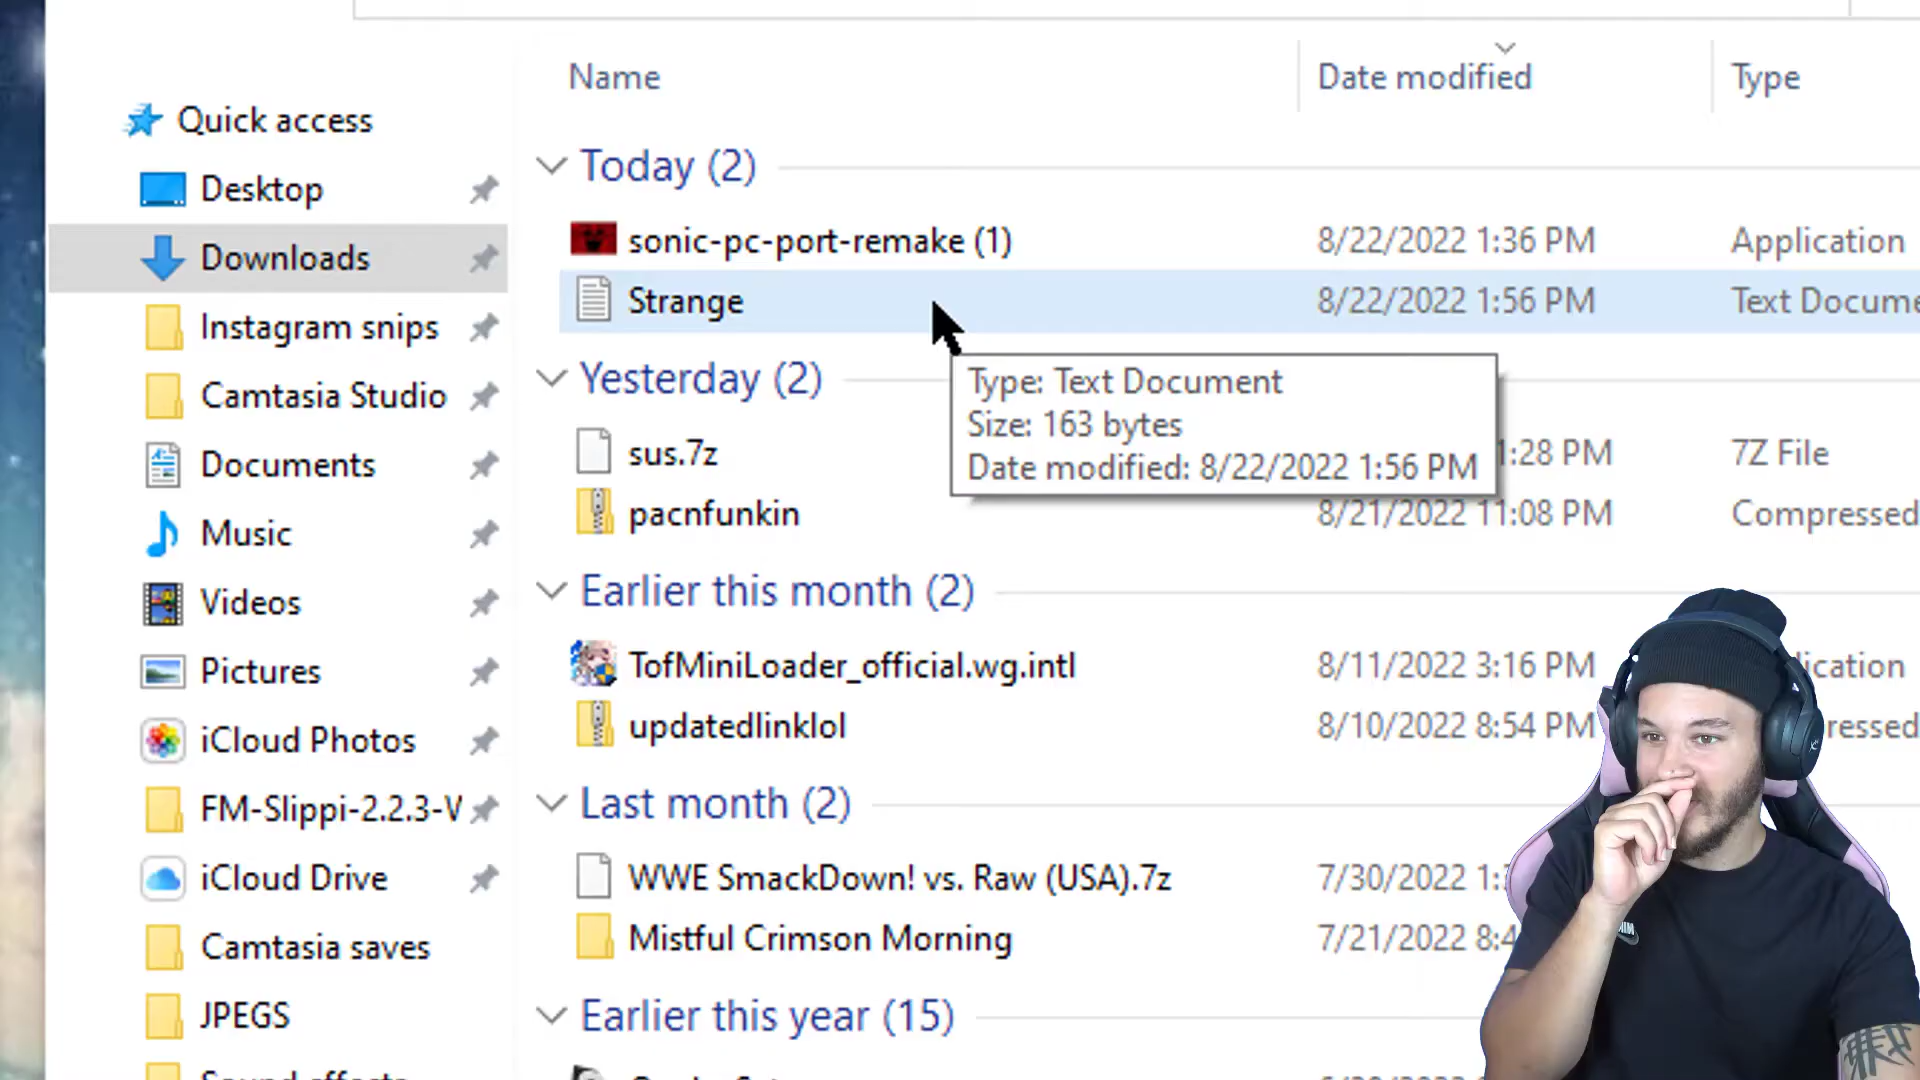 Name Date modified Type
Quick access
Desktop
Downloads
Instagram snips
Camtasia Studio
Documents
Music
Videos
Pictures
iCloud Photos
FM-Slippi-2.2.3-V
iCloud Drive
Camtasia saves
JPEGS
Today (2)
sonic-pc-port-remake (1) 8/22/2022 1:36 PM Application
Strange 8/22/2022 1:56 PM Text Docume
Type: Text Document
Size: 163 bytes
Date modified: 8/22/2022 1:56 PM
Yesterday (2)
sus.7z 1:28 PM 7Z File
pacnfunkin 8/21/2022 11:08 PM Compressed
Earlier this month (2)
TofMiniLoader_official.wg.intl 8/11/2022 3:16 PM lication
updatedlinklol 8/10/2022 8:54 PM ressed
Last month (2)
WWE SmackDown! vs. Raw (USA).7z 7/30/2022 1:
Mistful Crimson Morning 7/21/2022 8:4
Earlier this year (15)